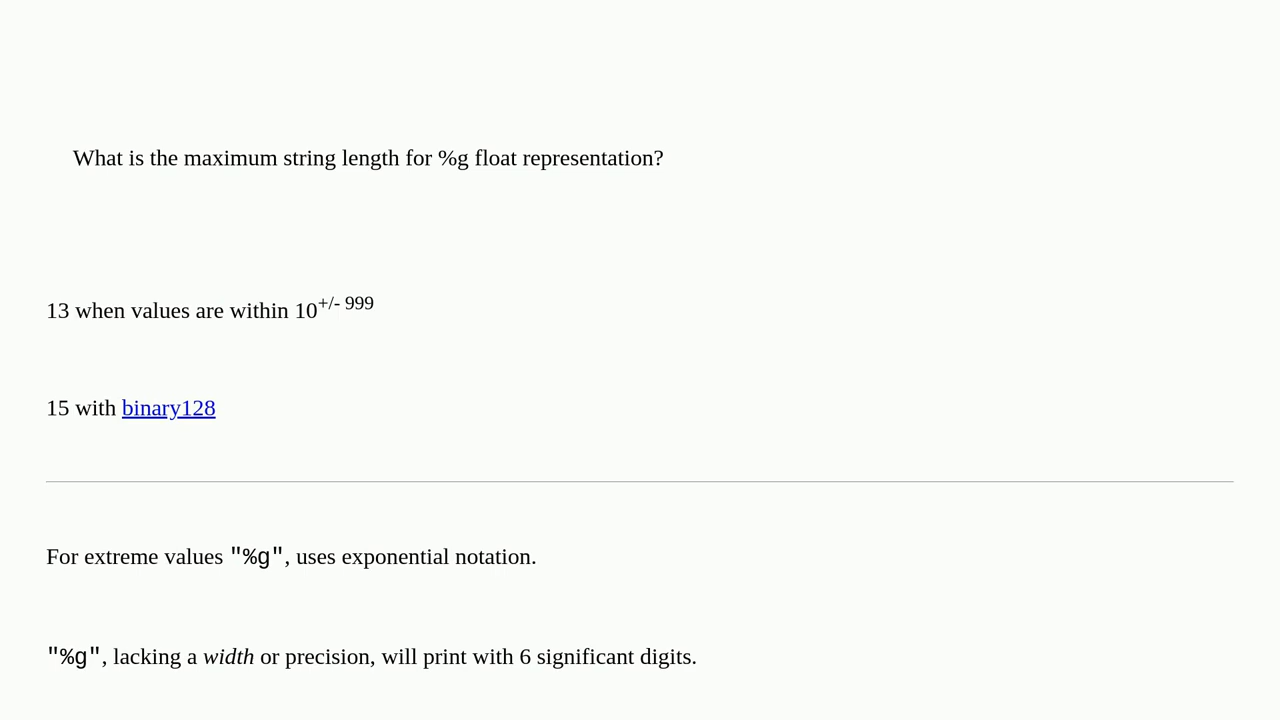 What is the maximum string length for %g float representation?
13 when values are within 10+/- 999
15 with binary128
For extreme values "%g", uses exponential notation.
"%g", lacking a width or precision, will print with 6 significant digits.